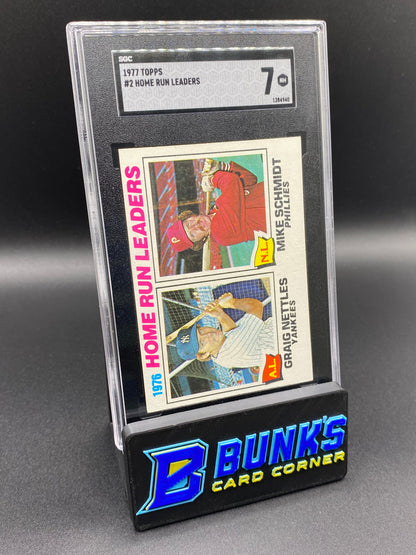 SGC
1977 TOPPS
#2 HOME RUN LEADERS
7 NM
1384940
1976 HOME RUN LEADERS
A.L.
GRAIG NETTLES
YANKEES
N.L.
MIKE SCHMIDT
PHILLIES
B BUNK'S
CARD CORNER